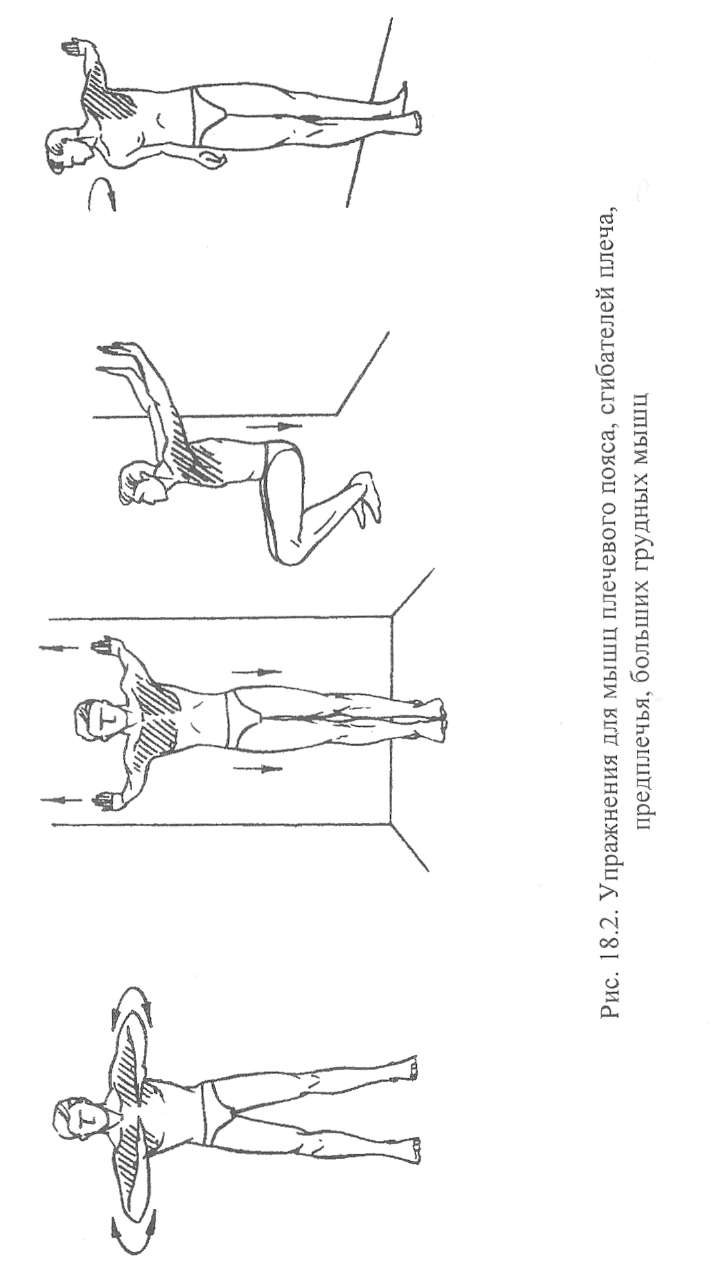 Рис. 18.2. Упражнения для мышц плечевого пояса, сгибателей плеча,
предплечья, больших грудных мышц